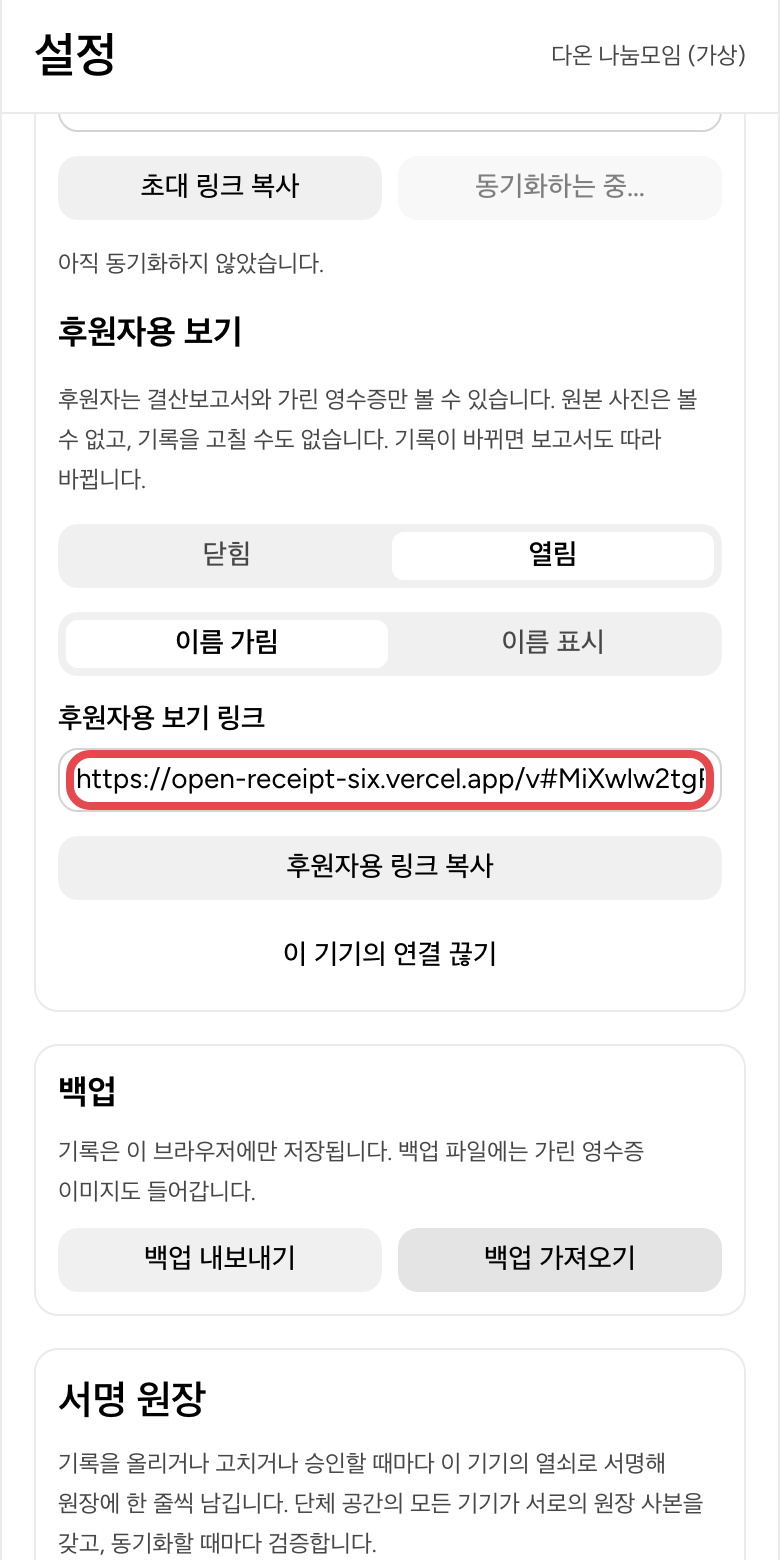 설정
다온 나눔모임 (가상)
초대 링크 복사
동기화하는 중...
아직 동기화하지 않았습니다.
후원자용 보기
후원자는 결산보고서와 가린 영수증만 볼 수 있습니다. 원본 사진은 볼
수 없고, 기록을 고칠 수도 없습니다. 기록이 바뀌면 보고서도 따라
바뀝니다.
닫힘
열림
이름 가림
이름 표시
후원자용 보기 링크
후원자용 링크 복사
이 기기의 연결 끊기
백업
기록은 이 브라우저에만 저장됩니다. 백업 파일에는 가린 영수증
이미지도 들어갑니다.
백업 내보내기
백업 가져오기
서명 원장
기록을 올리거나 고치거나 승인할 때마다 이 기기의 열쇠로 서명해
원장에 한 줄씩 남깁니다. 단체 공간의 모든 기기가 서로의 원장 사본을
갖고, 동기화할 때마다 검증합니다.